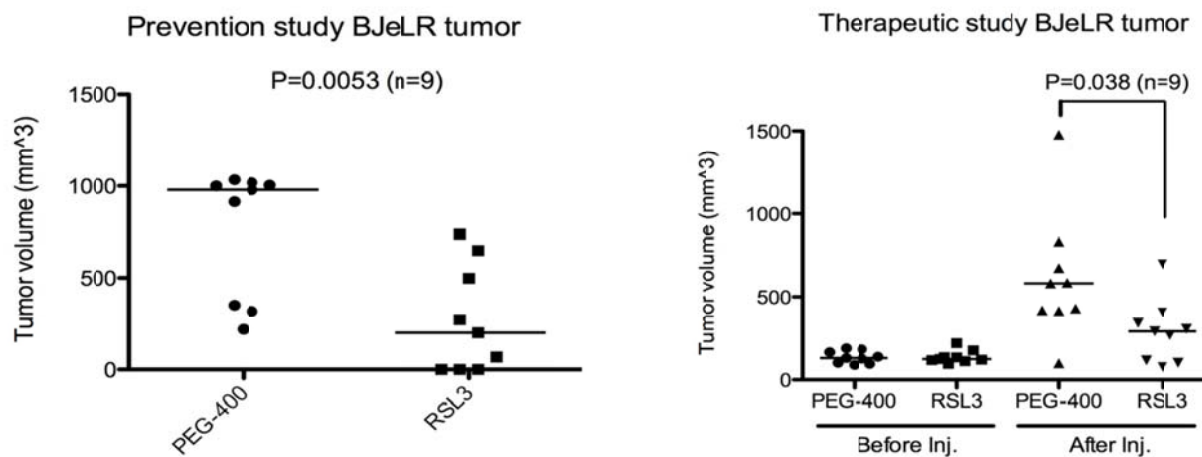 Prevention study BJeLR tumor
P=0.0053 (n=9)
Tumor volume (mm^3)
1500
1000
500
0
PEG-400
RSL3
Therapeutic study BJeLR tumor
P=0.038 (n=9)
Tumor volume (mm^3)
1500
1000
500
0
PEG-400 RSL3 PEG-400 RSL3
Before Inj. After Inj.